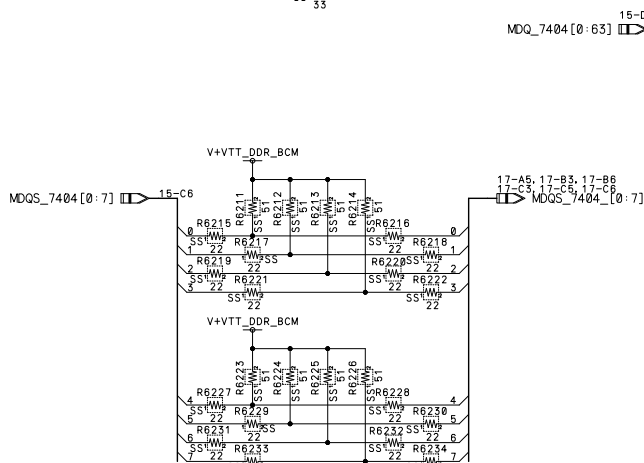 33
15-D
MDQ_7404[0:63]
V+VTT_DDR_BCM
MDQS_7404[0:7]
15-C6
17-A5, 17-B3, 17-B6
17-C3, 17-C5, 17-C6
MDQS_7404_[0:7]
R6211 SS 51
R6212 SS 51
R6213 SS 51
R6214 SS 51
R6215
R6216
0 SS 22 SS 22 0
R6217
R6218
1 SS 22 SS 22 1
R6219
R6220
2 SS 22 SS 22 2
R6221
R6222
3 SS 22 SS 22 3
V+VTT_DDR_BCM
R6223 SS 51
R6224 SS 51
R6225 SS 51
R6226 SS 51
R6227
R6228
4 SS 22 SS 22 4
R6229
R6230
5 SS 22 SS 22 5
R6231
R6232
6 SS 22 SS 22 6
R6233
R6234
7 7